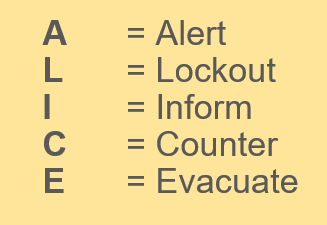 A = Alert
L = Lockout
I = Inform
C = Counter
E = Evacuate